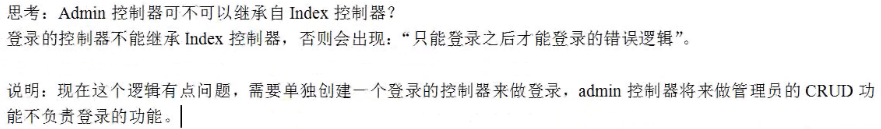 思考：Admin 控制器可不可以继承自 Index 控制器？
登录的控制器不能继承 Index 控制器，否则会出现：“只能登录之后才能登录的错误逻辑”。
说明：现在这个逻辑有点问题，需要单独创建一个登录的控制器来做登录，admin 控制器将来做管理员的 CRUD 功
能不负责登录的功能。